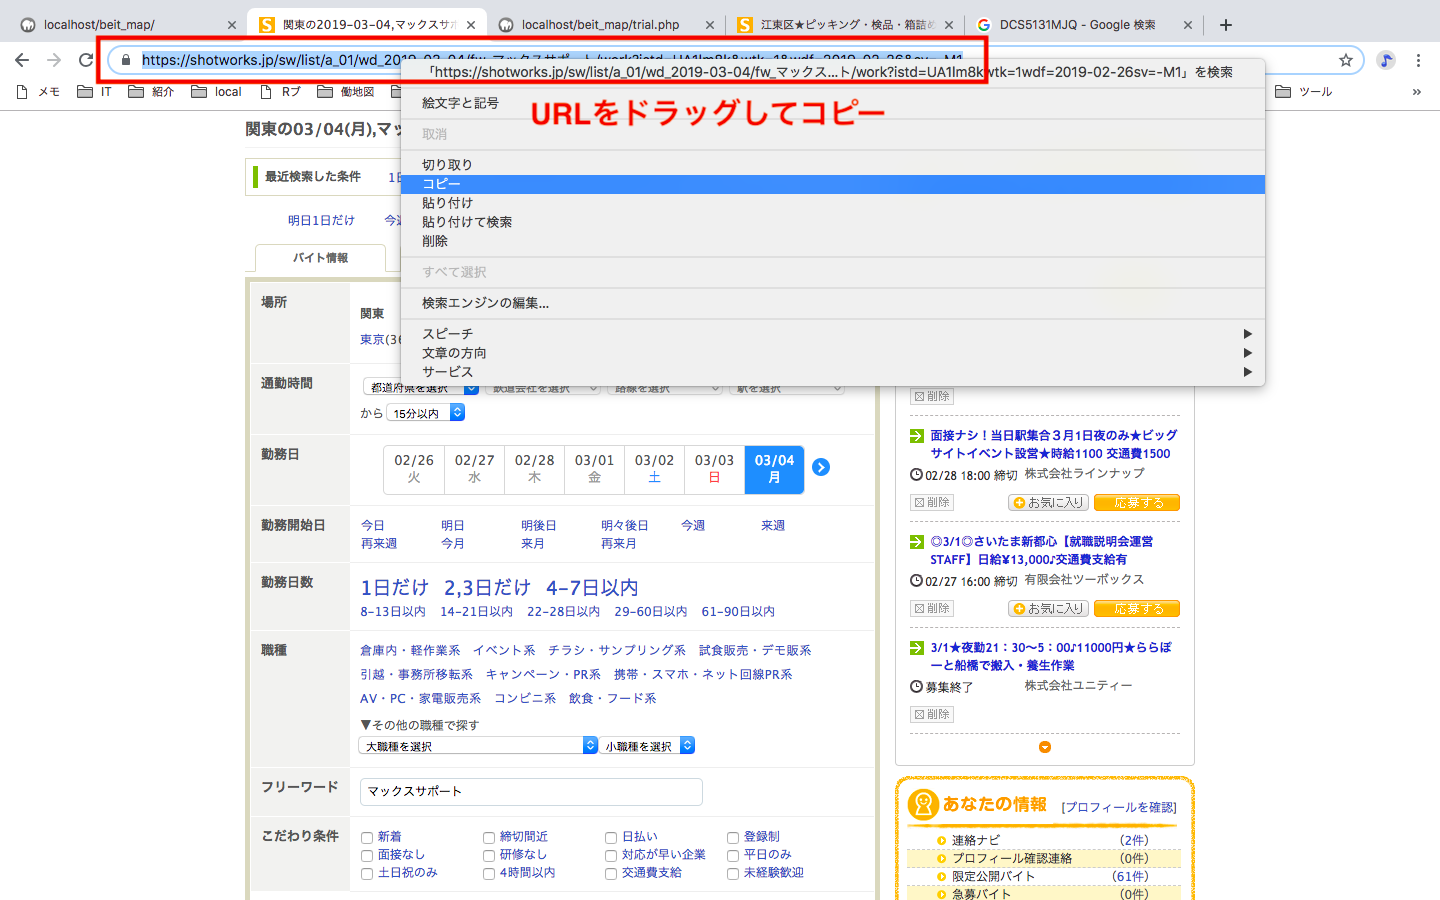 localhost/beit_map/
関東の2019-03-04,マックスサポ
localhost/beit_map/trial.php
江東区★ピッキング・検品・箱詰め
DCS5131MJQ - Google 検索
https://shotworks.jp/sw/list/a_01/wd_2019-03-04/fw_マックスサポート/work?istd=UA1Im8k&wtk=1&wdf=2019-02-26&sv=-M1
「https://shotworks.jp/sw/list/a_01/wd_2019-03-04/fw_マックス...ト/work?istd=UA1Im8kwtk=1wdf=2019-02-26sv=-M1」を検索
メモ
IT
紹介
local
Rブ
働地図
ツール
»
絵文字と記号
URLをドラッグしてコピー
取消
切り取り
コピー
貼り付け
貼り付けて検索
削除
すべて選択
検索エンジンの編集...
スピーチ
文章の方向
サービス
関東の03/04(月),マッ
最近検索した条件
明日1日だけ
バイト情報
場所
関東
東京(36
通勤時間
都道府県を選択
鉄道会社を選択
路線を選択
駅を選択
から
15分以内
勤務日
02/26 02/27 02/28 03/01 03/02 03/03 03/04
火 水 木 金 土 日 月
勤務開始日
今日 明日 明後日 明々後日 今週 来週
再来週 今月 来月 再来月
勤務日数
1日だけ 2,3日だけ 4-7日以内
8-13日以内 14-21日以内 22-28日以内 29-60日以内 61-90日以内
職種
倉庫内・軽作業系 イベント系 チラシ・サンプリング系 試食販売・デモ販系
引越・事務所移転系 キャンペーン・PR系 携帯・スマホ・ネット回線PR系
AV・PC・家電販売系 コンビニ系 飲食・フード系
▼その他の職種で探す
大職種を選択
小職種を選択
フリーワード
マックスサポート
こだわり条件
新着 締切間近 日払い 登録制
面接なし 研修なし 対応が早い企業 平日のみ
土日祝のみ 4時間以内 交通費支給 未経験歓迎
削除
面接ナシ！当日駅集合３月1日夜のみ★ビッグ
サイトイベント設営★時給1100 交通費1500
02/28 18:00 締切 株式会社ラインナップ
削除 お気に入り 応募する
◎3/1◎さいたま新都心【就職説明会運営
STAFF】日給¥13,000♪交通費支給有
02/27 16:00 締切 有限会社ツーボックス
削除 お気に入り 応募する
3/1★夜勤21：30〜5：00♪11000円★ららぽ
ーと船橋で搬入・養生作業
募集終了 株式会社ユニティー
削除
あなたの情報 [プロフィールを確認]
連絡ナビ (2件)
プロフィール確認連絡 (0件)
限定公開バイト (61件)
急募バイト (0件)